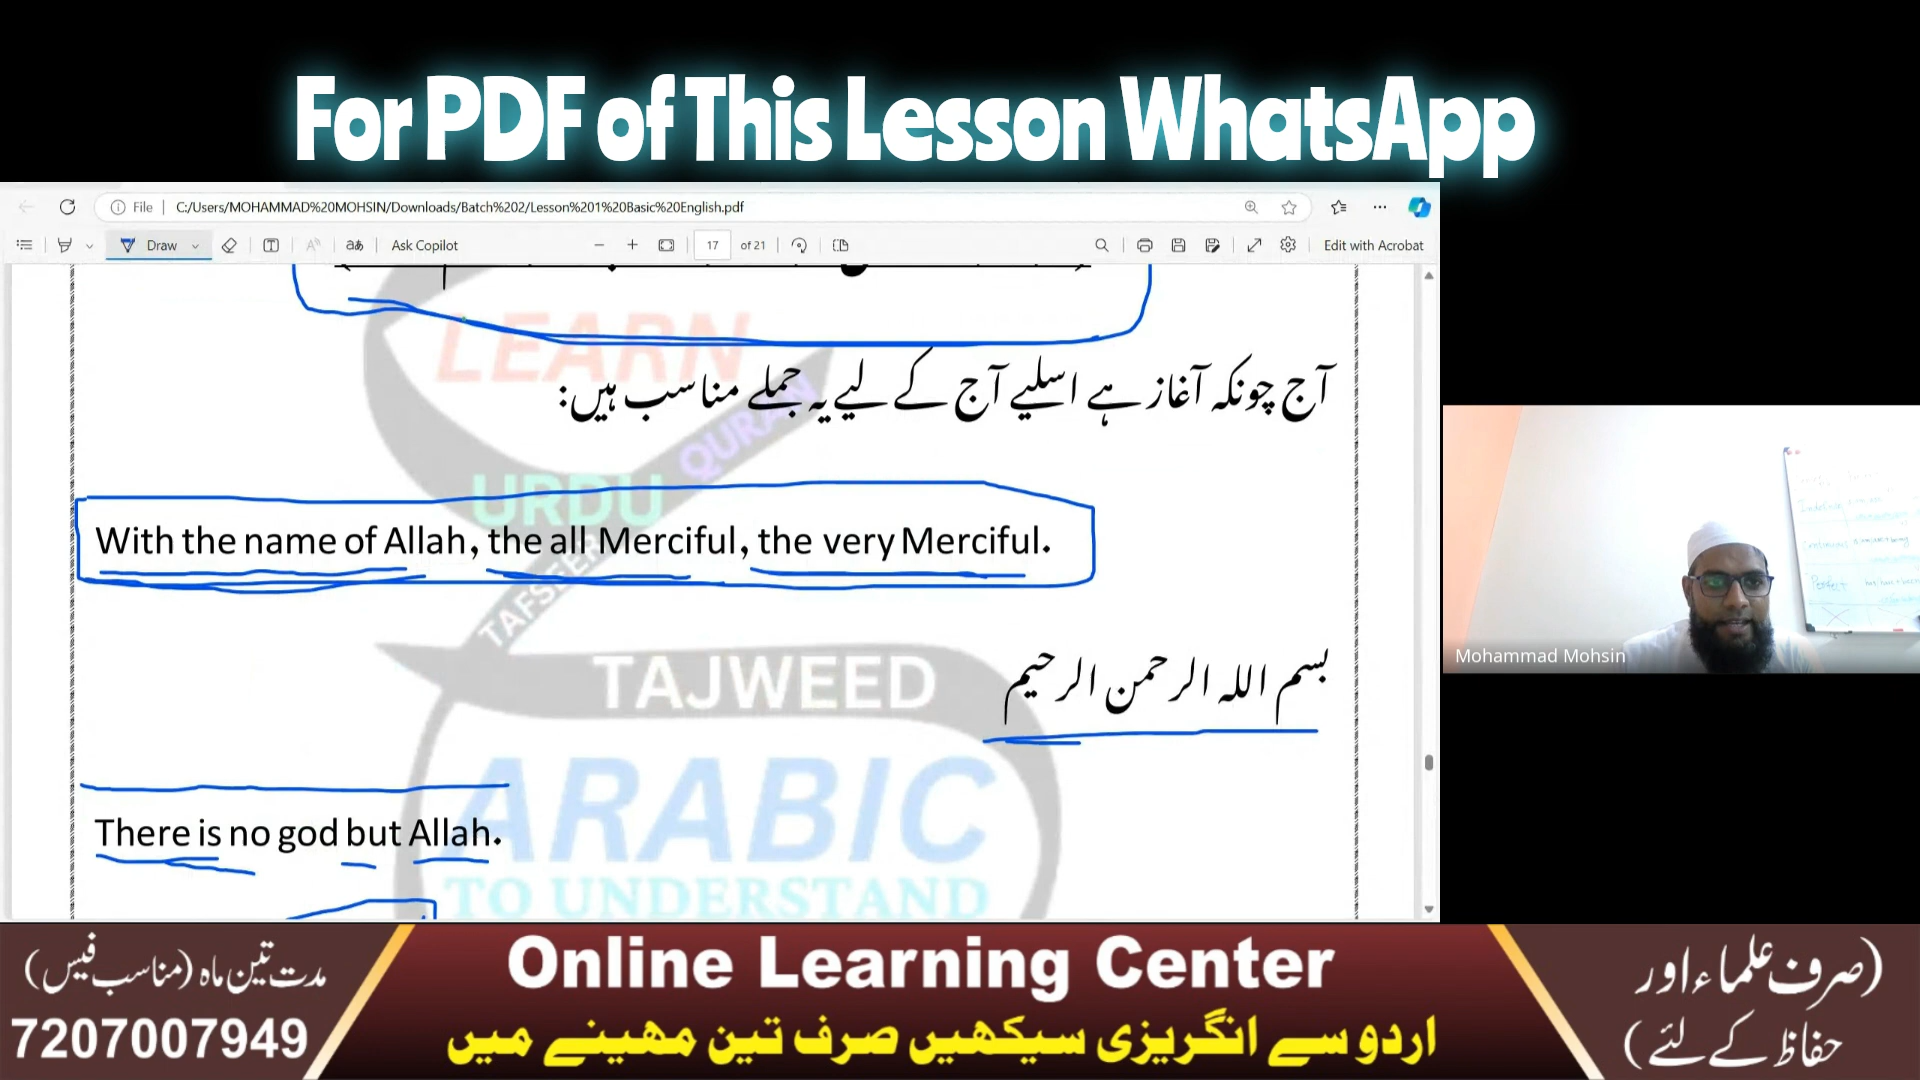 For PDF of This Lesson WhatsApp
File | C:/Users/MOHAMMAD%20MOHSIN/Downloads/Batch%202/Lesson%201%20Basic%20English.pdf
Draw
Ask Copilot
17 of 21
Edit with Acrobat
LEARN
آج چونکہ آغاز ہے اسلیے آج کے لیے یہ جملے مناسب ہیں:
QURAN
URDU
With the name of Allah, the all Merciful, the very Merciful.
TAFSEER
TAJWEED
بسم اللہ الرحمن الرحیم
ARABIC
There is no god but Allah.
TO UNDERSTAND
Mohammad Mohsin
مدت تین ماہ (مناسب فیس)
7207007949
Online Learning Center
اردو سے انگریزی سیکھیں صرف تین مہینے میں
(صرف علماء اور
حفاظ کے لئے)